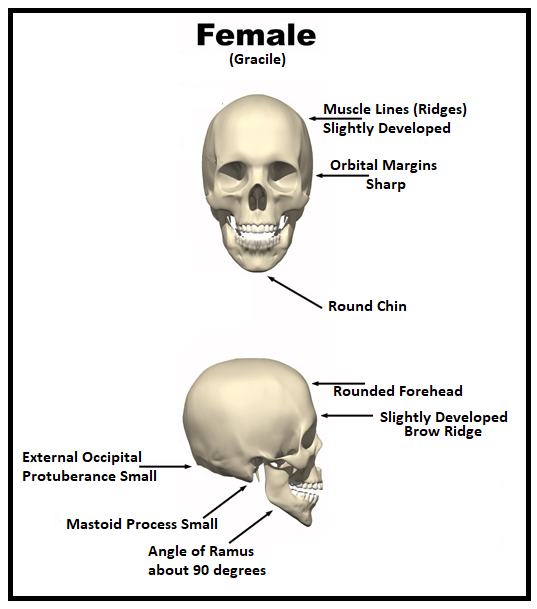 Female
(Gracile)
Muscle Lines (Ridges)
Slightly Developed
Orbital Margins
Sharp
Round Chin
Rounded Forehead
Slightly Developed
Brow Ridge
External Occipital
Protuberance Small
Mastoid Process Small
Angle of Ramus
about 90 degrees